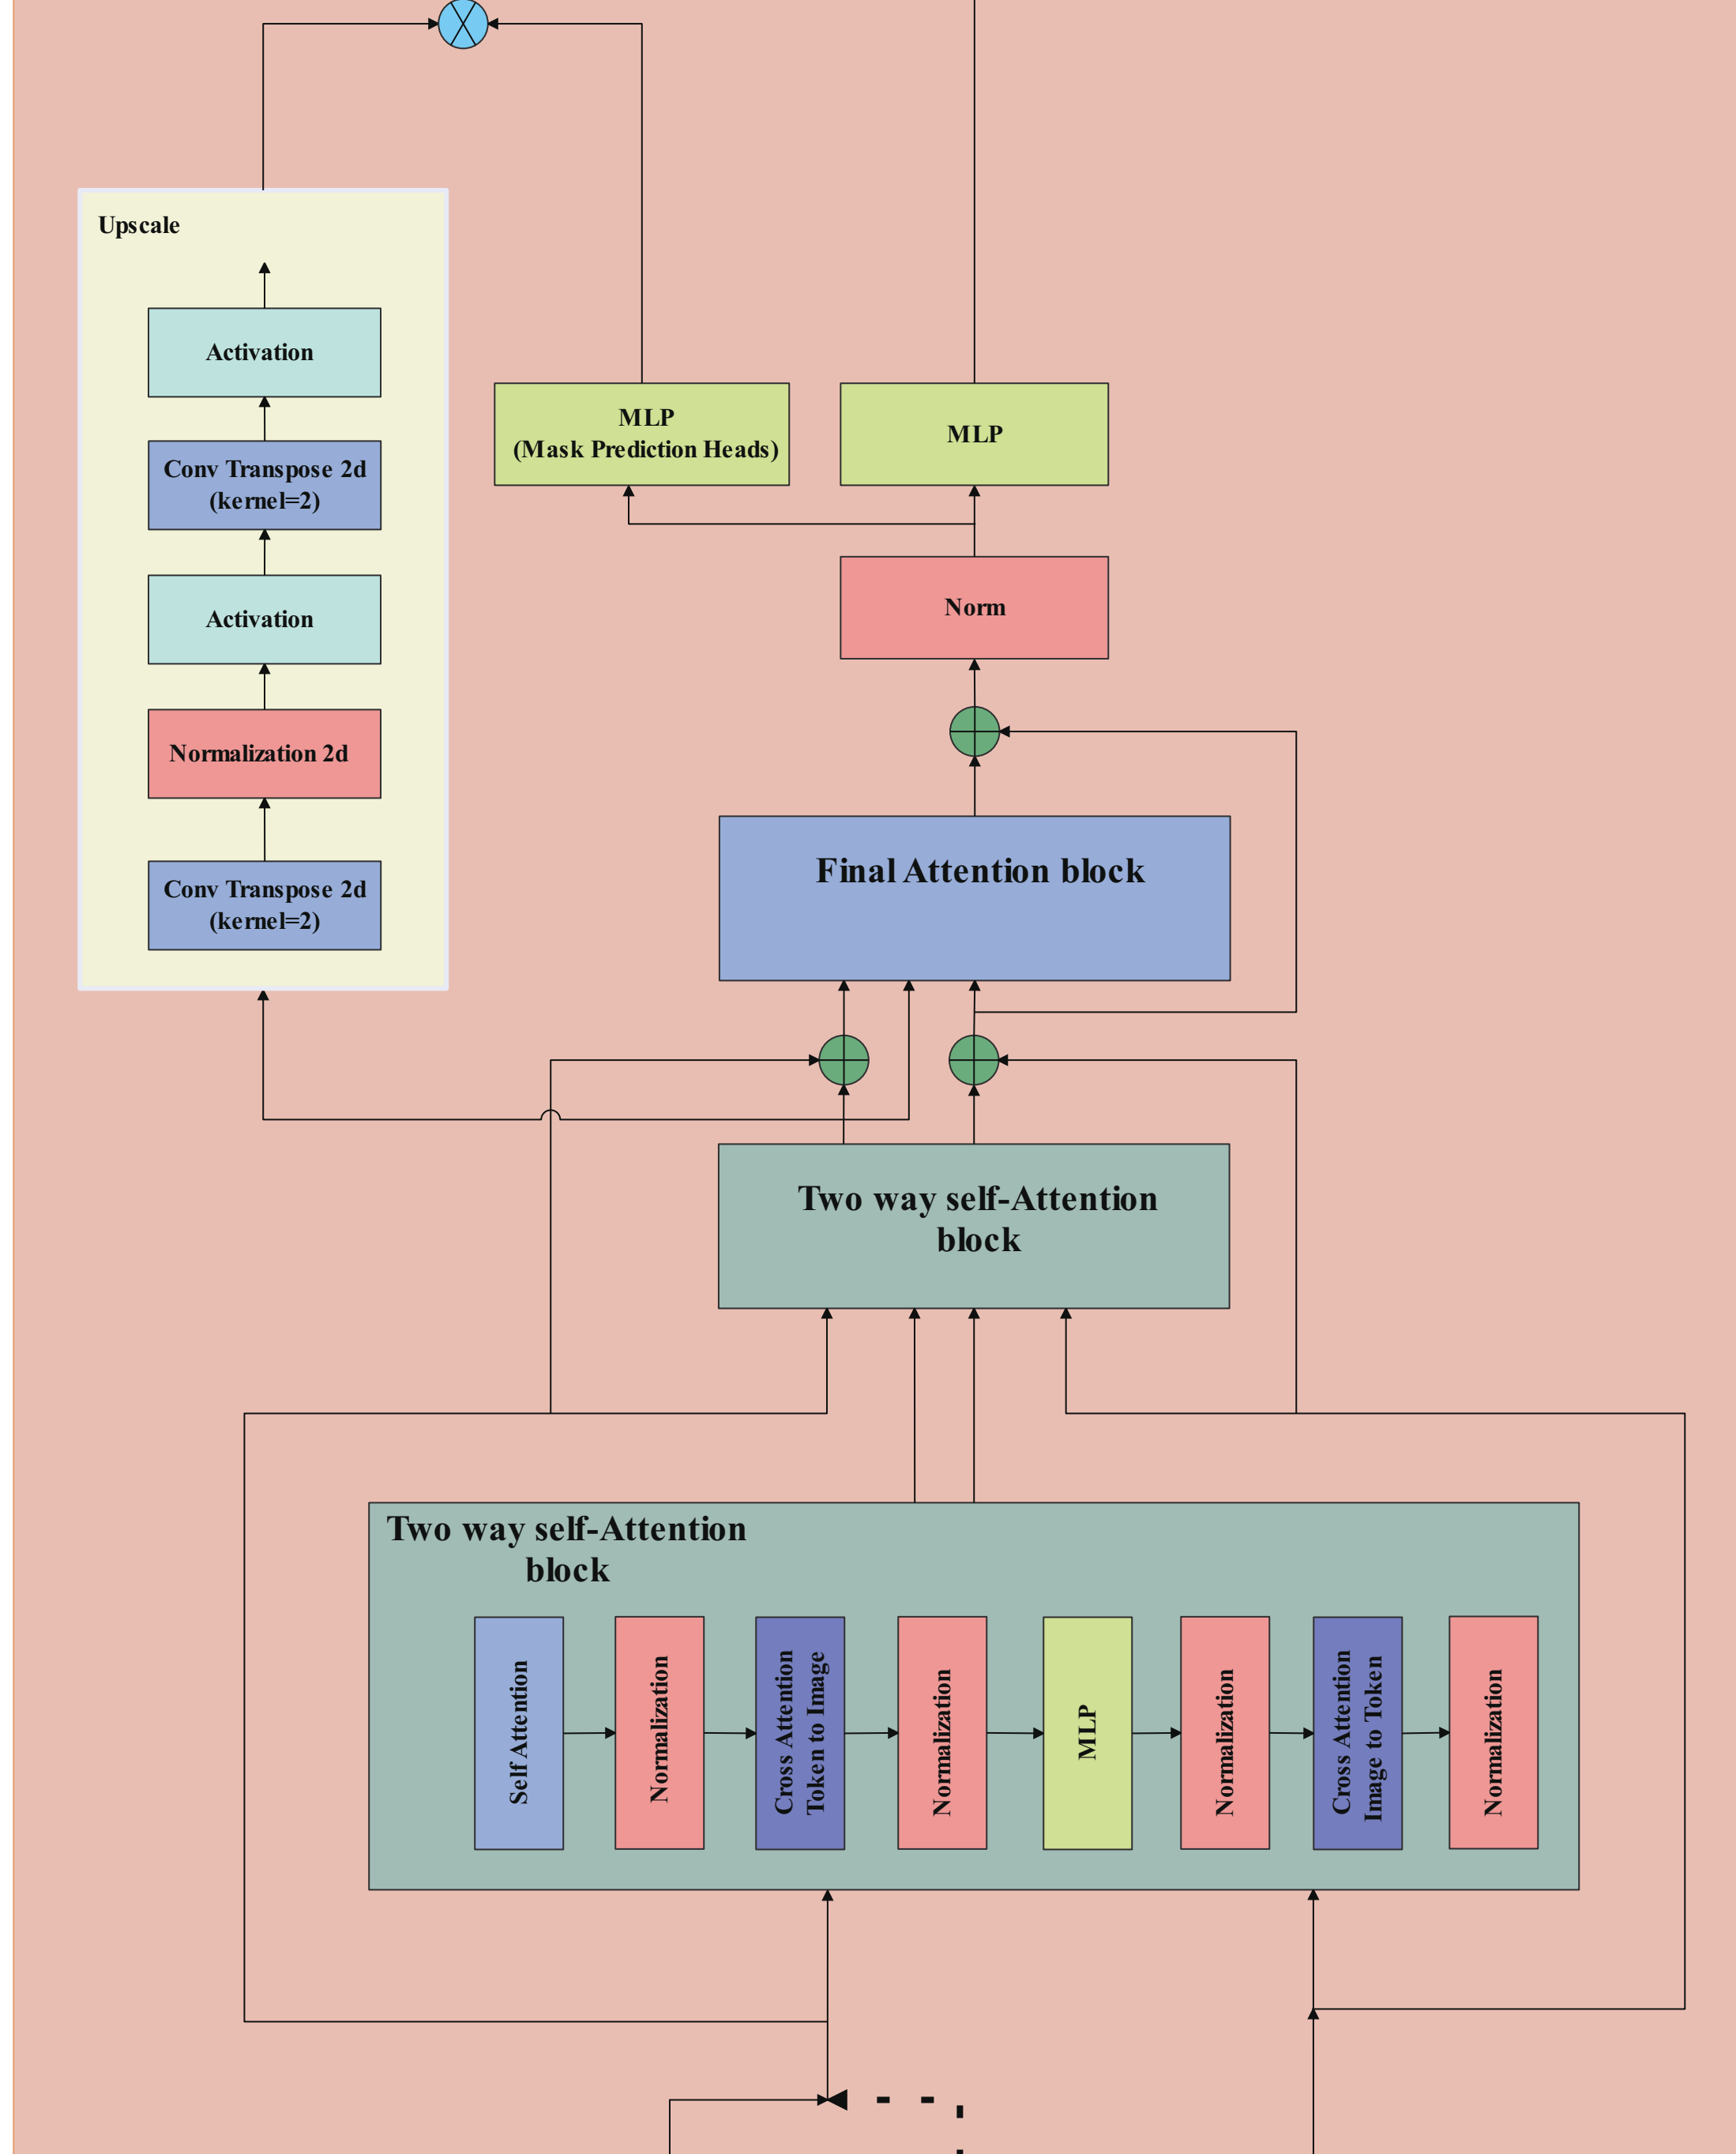 Upscale
Activation
Conv Transpose 2d
(kernel=2)
Activation
Normalization 2d
Conv Transpose 2d
(kernel=2)
MLP
(Mask Prediction Heads)
MLP
Norm
Final Attention block
Two way self-Attention
block
Two way self-Attention
block
Self Attention
Normalization
Cross Attention
Token to Image
Normalization
MLP
Normalization
Cross Attention
Image to Token
Normalization